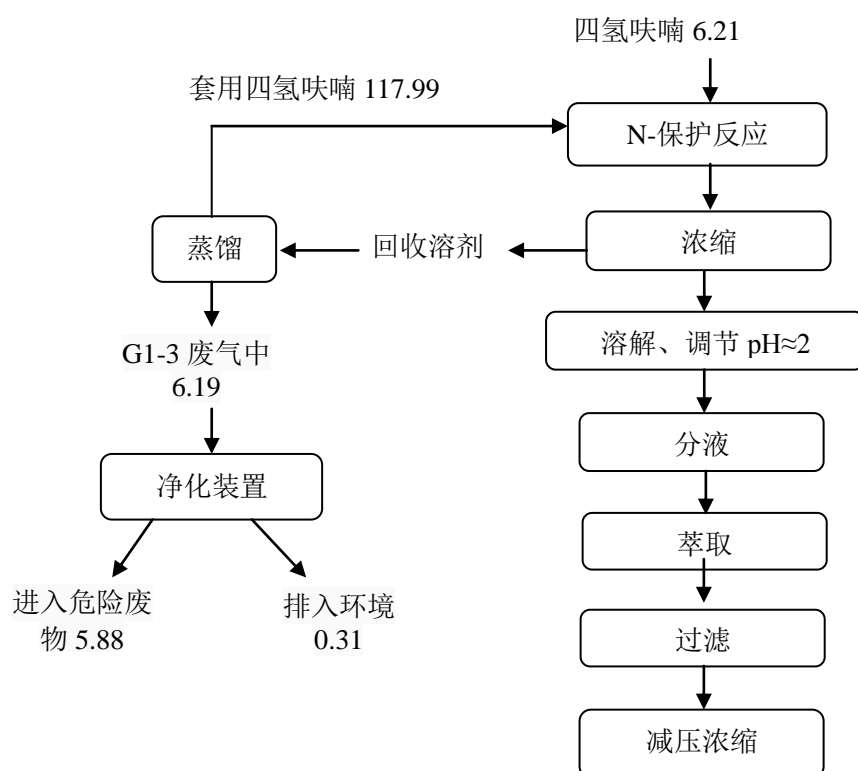 四氢呋喃 6.21
套用四氢呋喃 117.99
N-保护反应
蒸馏
回收溶剂
浓缩
G1-3 废气中
6.19
溶解、调节 pH≈2
分液
净化装置
萃取
进入危险废
物 5.88
排入环境
0.31
过滤
减压浓缩